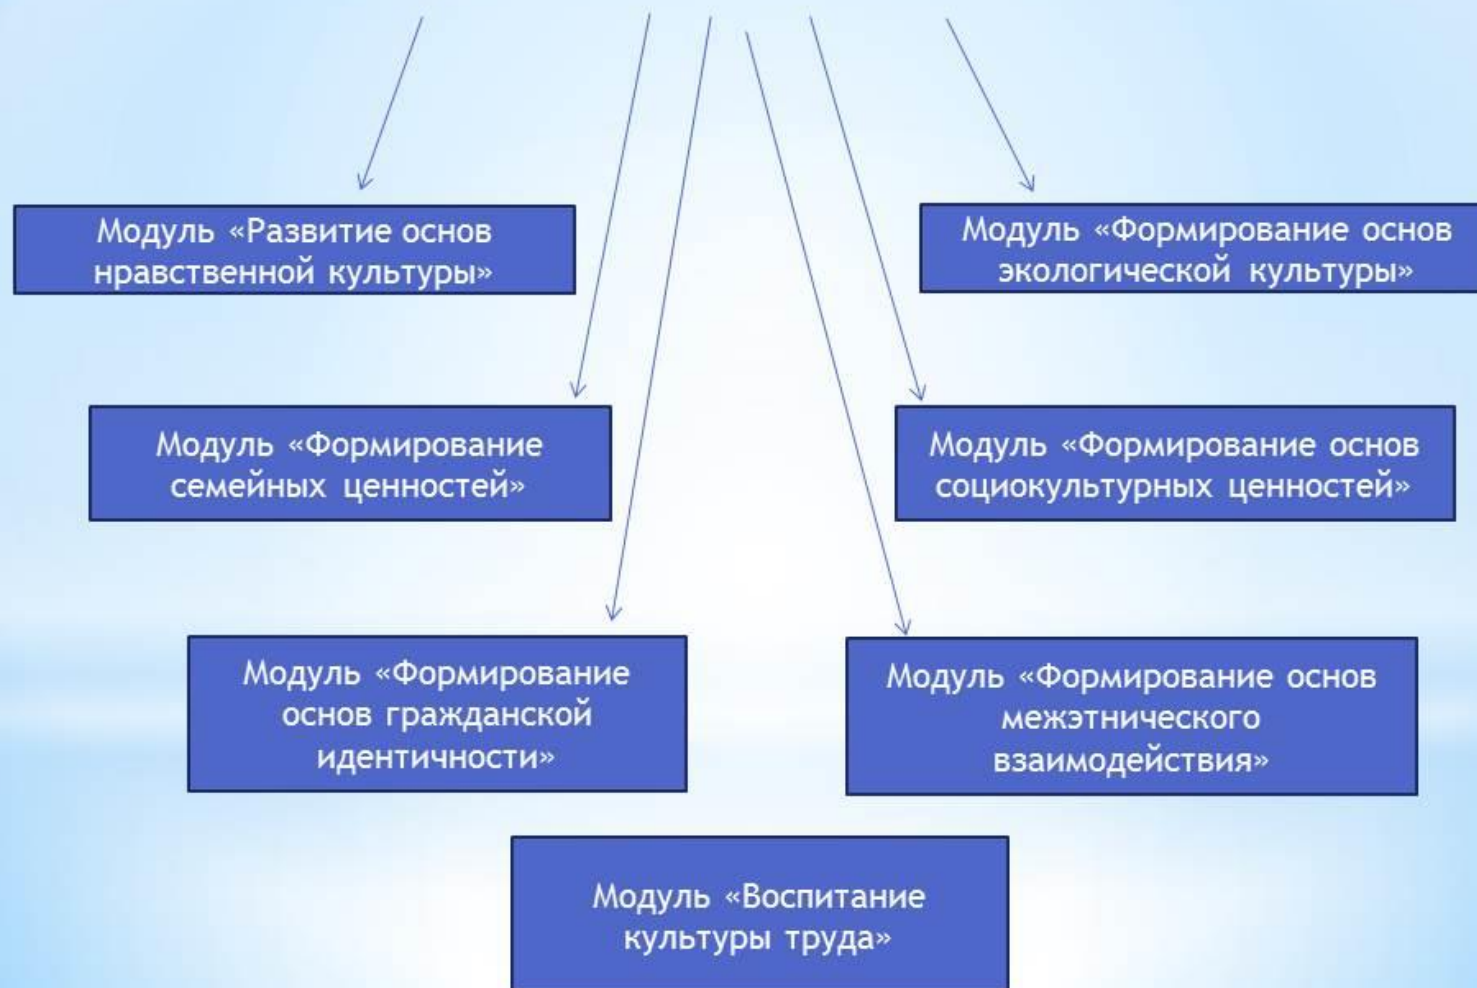 Модуль «Развитие основ
нравственной культуры»
Модуль «Формирование основ
экологической культуры»
Модуль «Формирование
семейных ценностей»
Модуль «Формирование основ
социокультурных ценностей»
Модуль «Формирование
основ гражданской
идентичности»
Модуль «Формирование основ
межэтнического
взаимодействия»
Модуль «Воспитание
культуры труда»